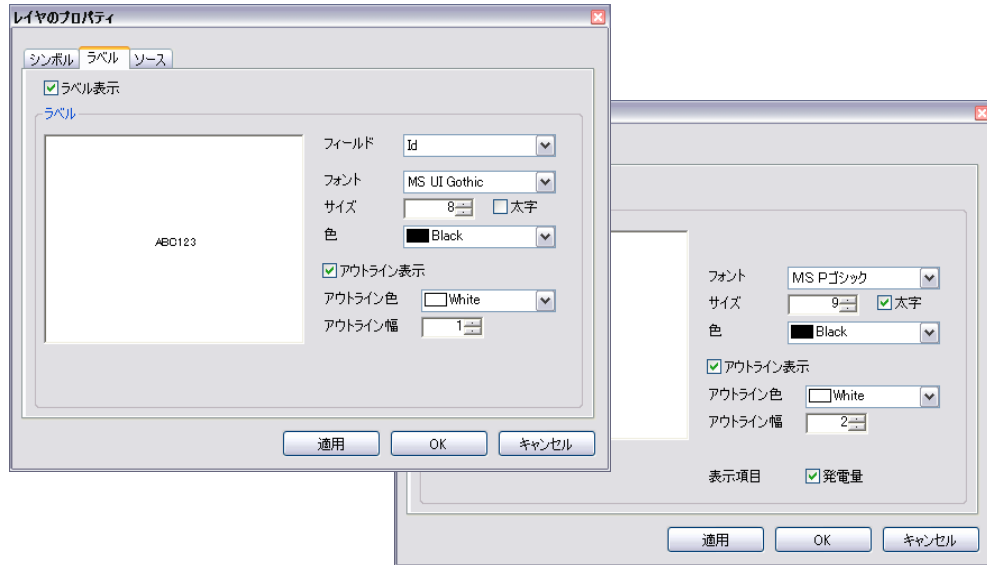 レイヤのプロパティ
シンボル ラベル ソース
ラベル表示
ラベル
ABC123
フィールド Id
フォント MS UI Gothic
サイズ 8 太字
色 Black
アウトライン表示
アウトライン色 White
アウトライン幅 1
適用 OK キャンセル
フォント MS Pゴシック
サイズ 9 太字
色 Black
アウトライン表示
アウトライン色 White
アウトライン幅 2
表示項目 発電量
適用 OK キャンセル